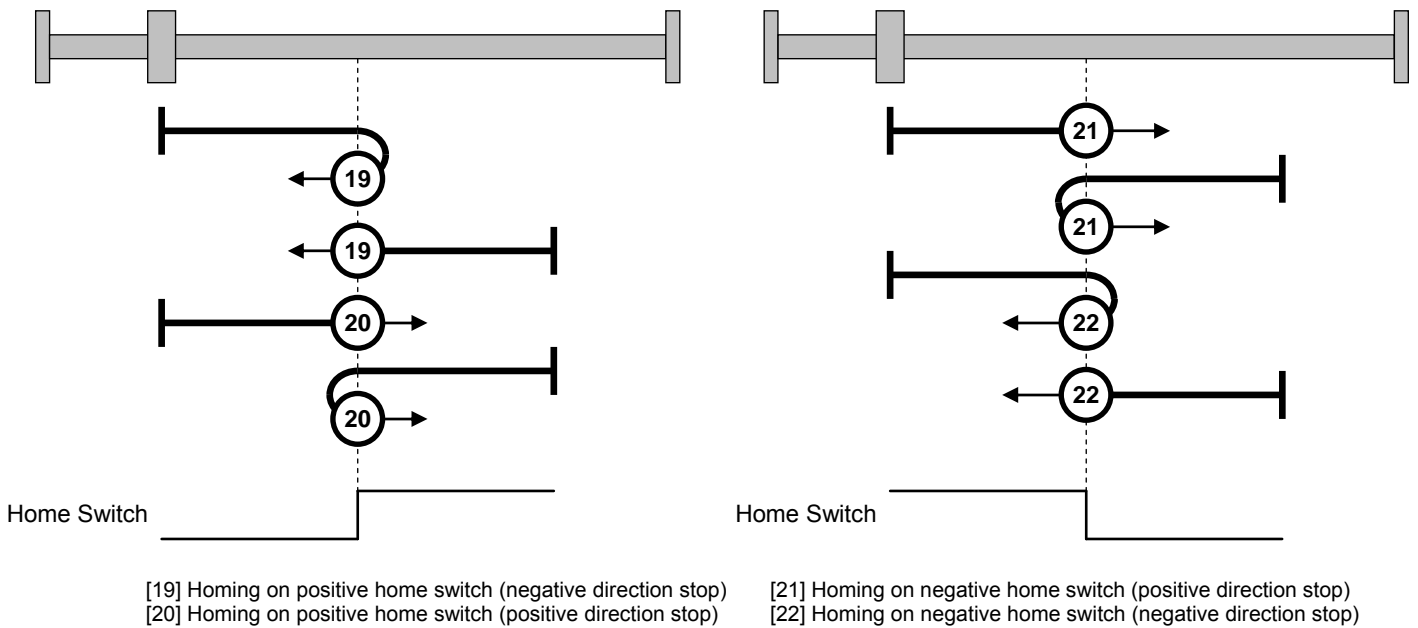 19
19
20
20
Home Switch
[19] Homing on positive home switch (negative direction stop)
[20] Homing on positive home switch (positive direction stop)
21
21
22
22
Home Switch
[21] Homing on negative home switch (positive direction stop)
[22] Homing on negative home switch (negative direction stop)